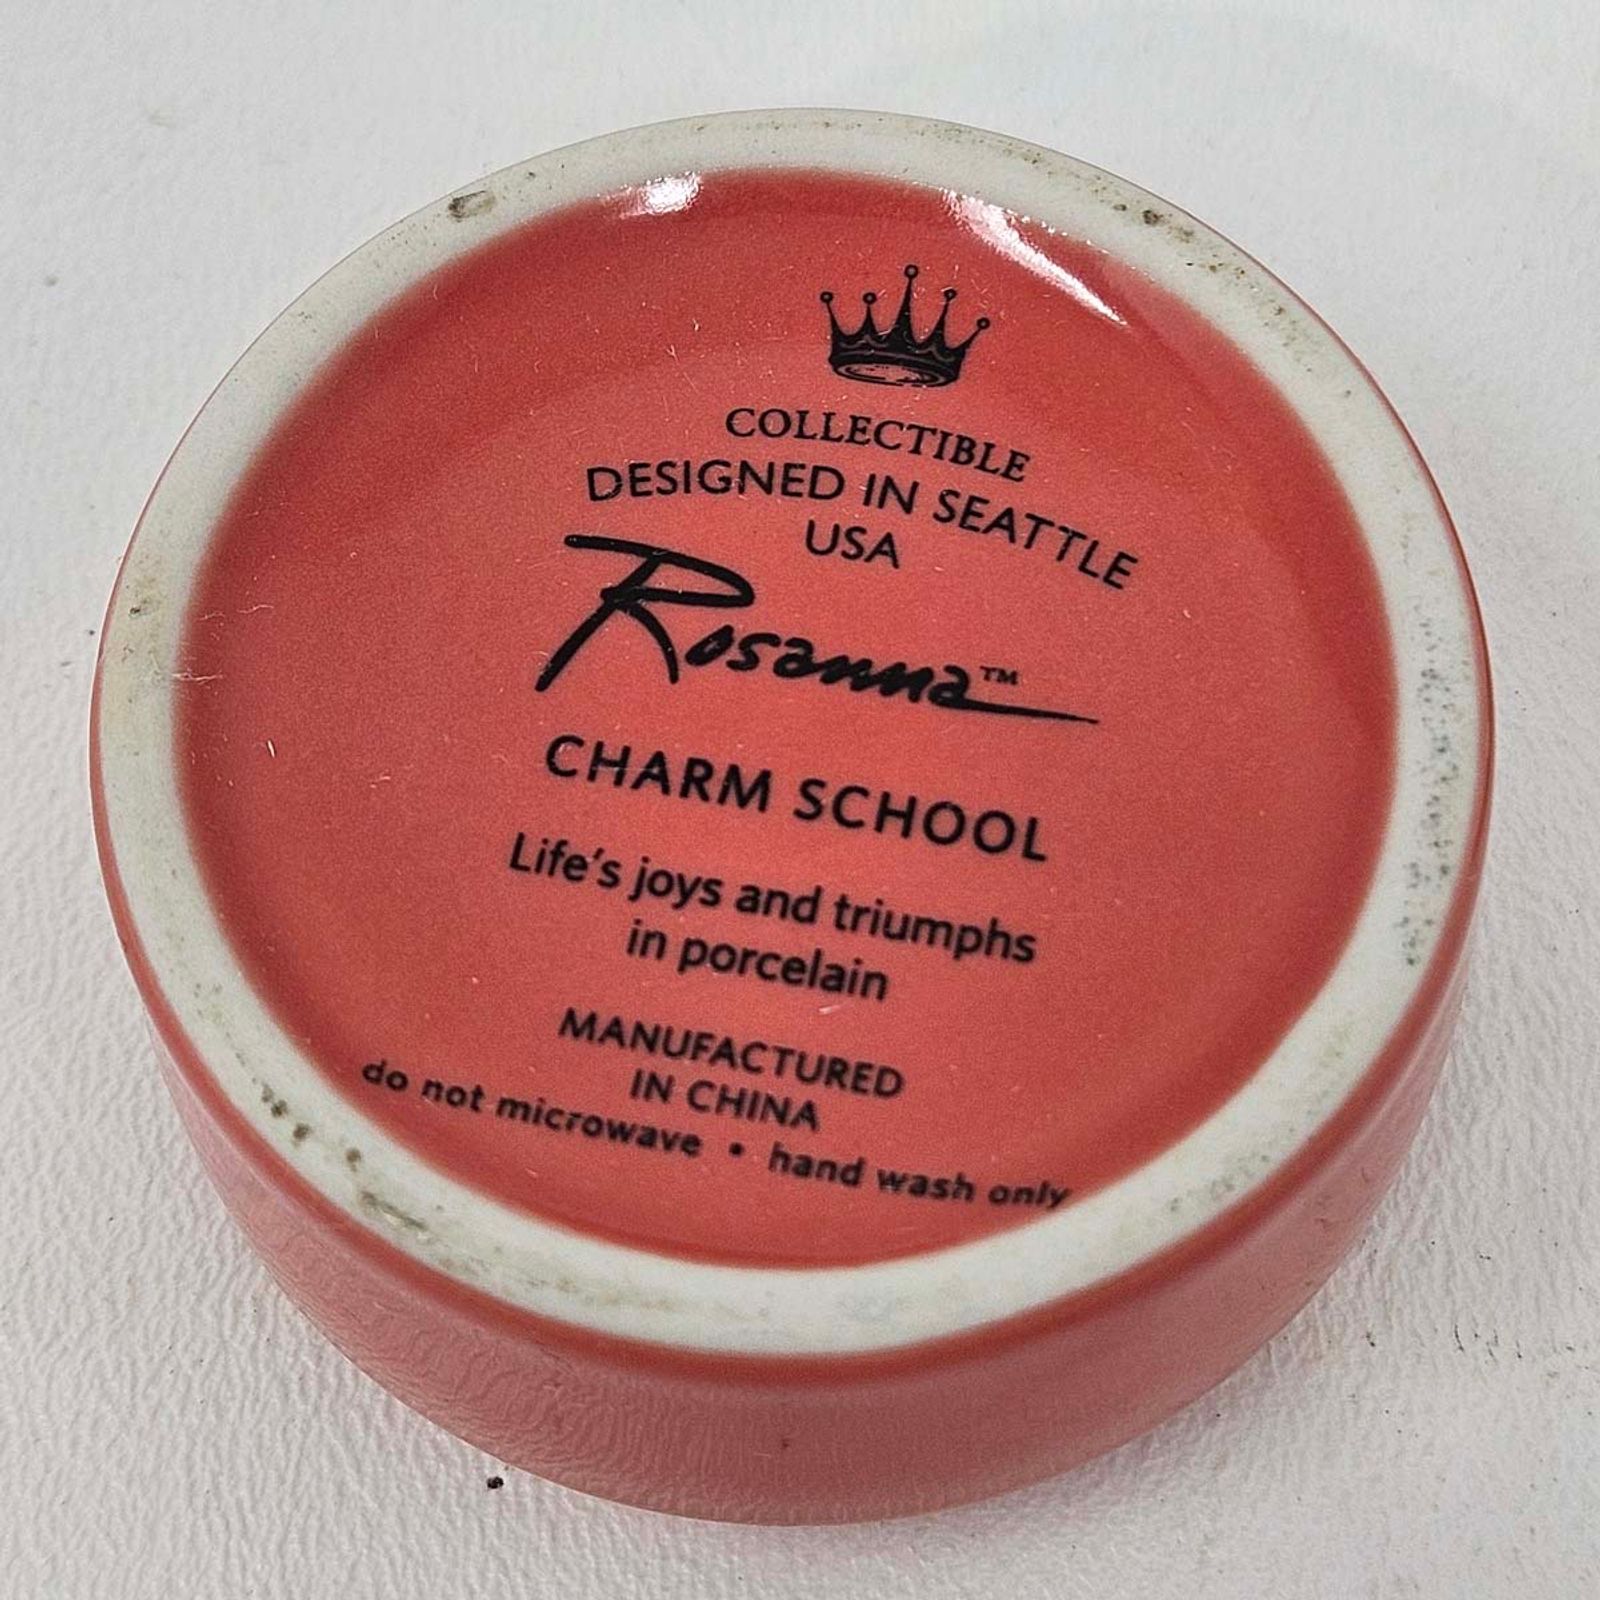 COLLECTIBLE
DESIGNED IN SEATTLE
USA
Rosanna™
CHARM SCHOOL
Life's joys and triumphs
in porcelain
MANUFACTURED
IN CHINA
do not microwave • hand wash only